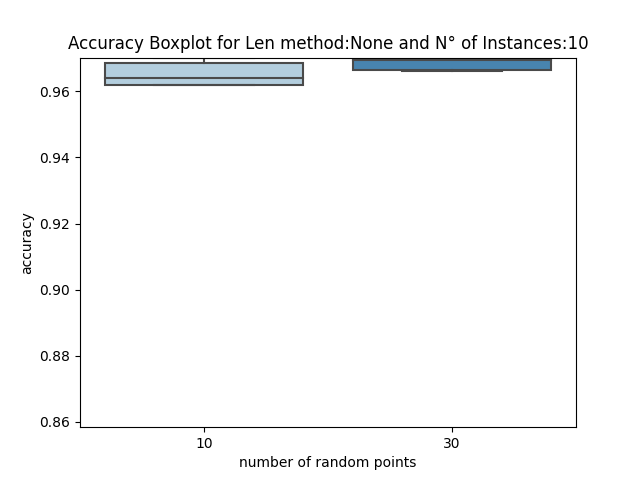 Accuracy Boxplot for Len method:None and N° of Instances:10
accuracy
0.96
0.94
0.92
0.90
0.88
0.86
10
30
number of random points